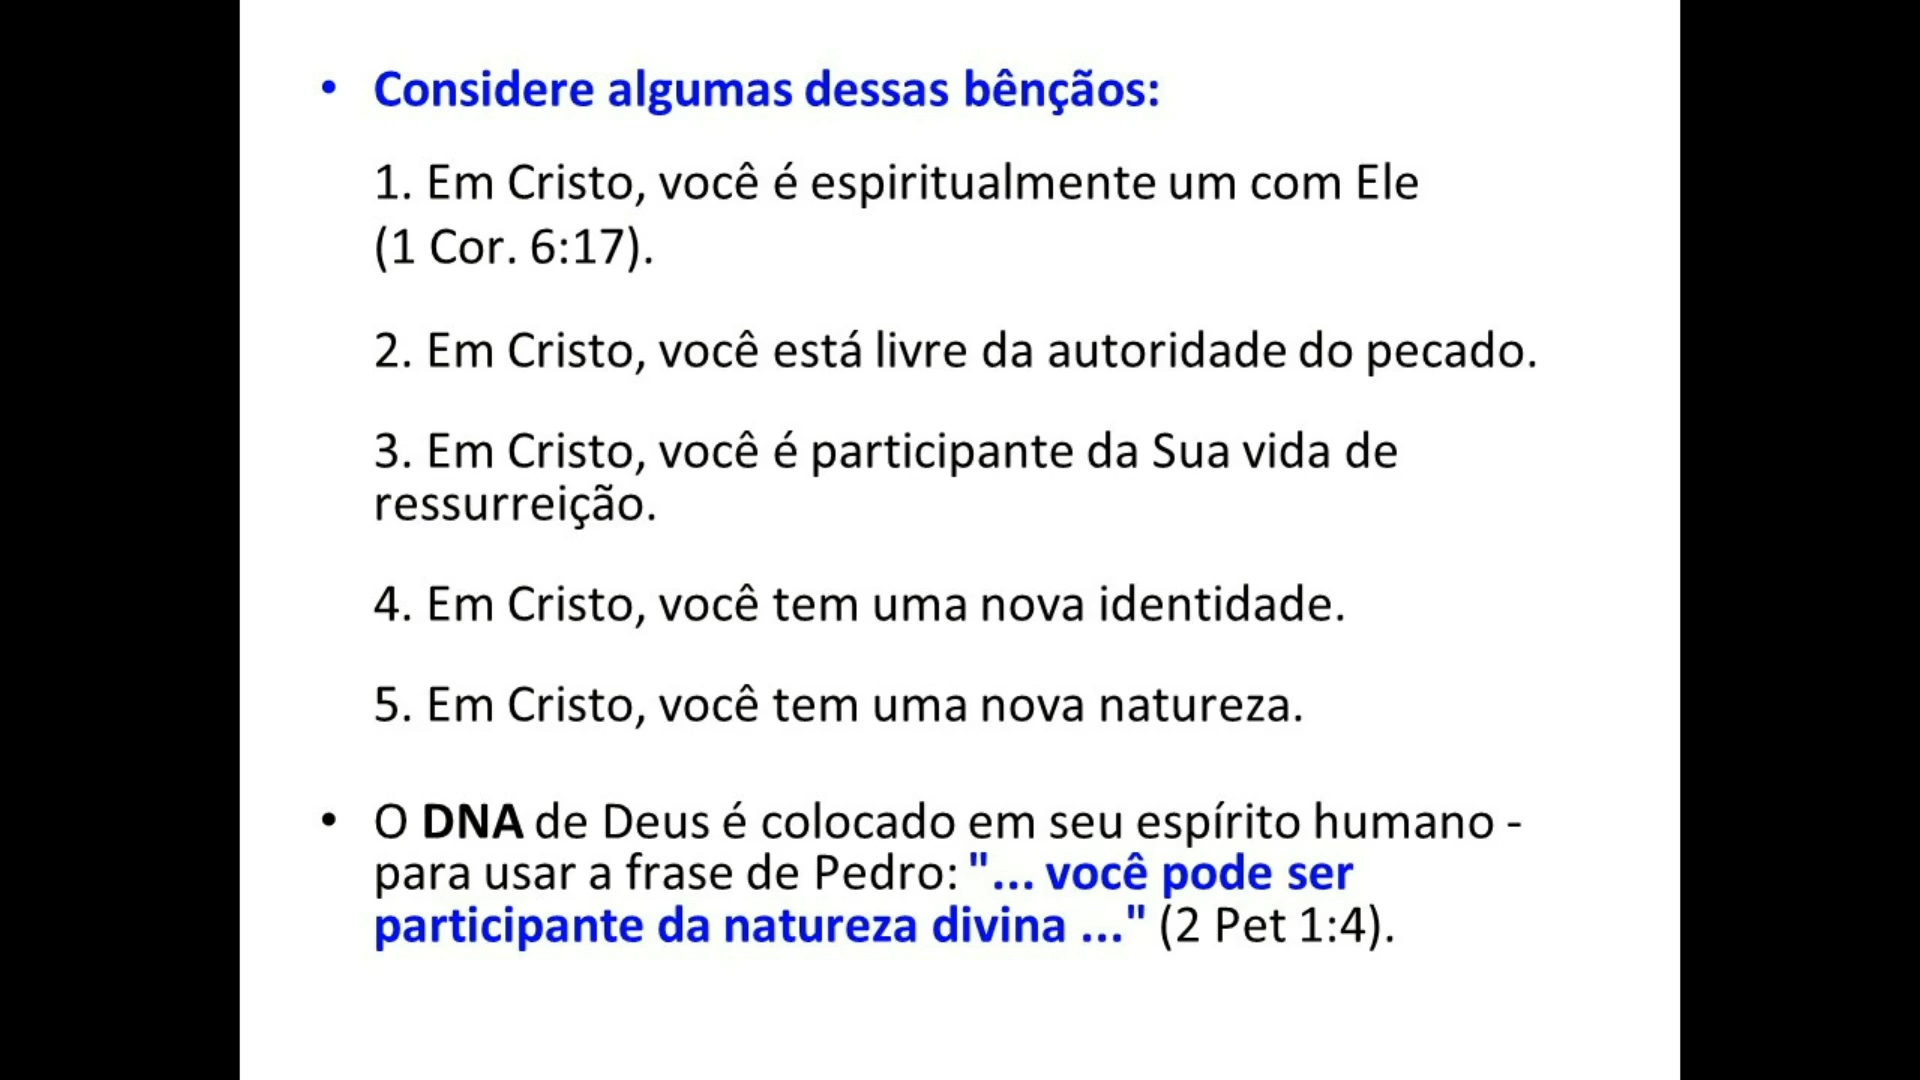 • Considere algumas dessas bênçãos:
1. Em Cristo, você é espiritualmente um com Ele
(1 Cor. 6:17).
2. Em Cristo, você está livre da autoridade do pecado.
3. Em Cristo, você é participante da Sua vida de
ressurreição.
4. Em Cristo, você tem uma nova identidade.
5. Em Cristo, você tem uma nova natureza.
• O DNA de Deus é colocado em seu espírito humano -
para usar a frase de Pedro: "... você pode ser
participante da natureza divina ..." (2 Pet 1:4).